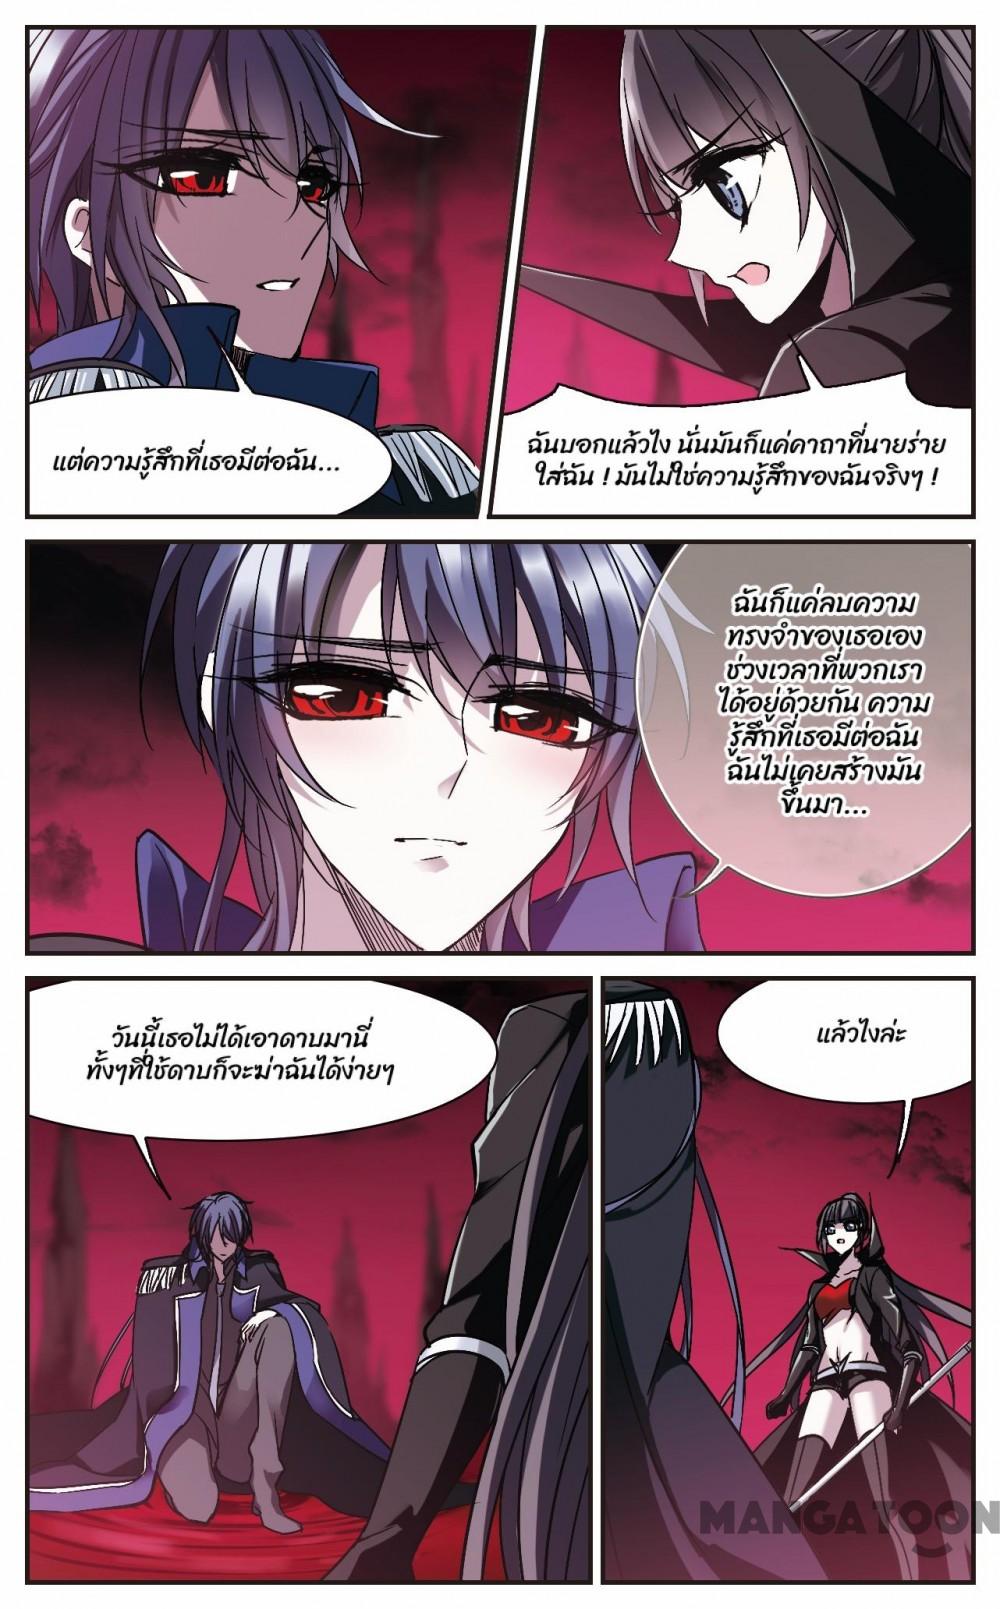 แต่ความรู้สึกที่เธอมีต่อฉัน...
ฉันบอกแล้วไง นั่นมันก็แค่คาถาที่นายร่าย
ใส่ฉัน ! มันไม่ใช่ความรู้สึกของฉันจริงๆ !
ฉันก็แค่ลบความ
ทรงจำของเธอเอง
ช่วงเวลาที่พวกเรา
ได้อยู่ด้วยกัน ความ
รู้สึกที่เธอมีต่อฉัน
ฉันไม่เคยสร้างมัน
ขึ้นมา...
วันนี้เธอไม่ได้เอาดาบมานี่
ทั้งๆที่ใช้ดาบก็จะฆ่าฉันได้ง่ายๆ
แล้วไงล่ะ
MANGATOON